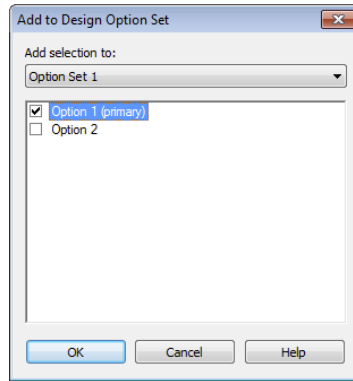 Add to Design Option Set
Add selection to:
Option Set 1
Option 1 (primary)
Option 2
OK Cancel Help